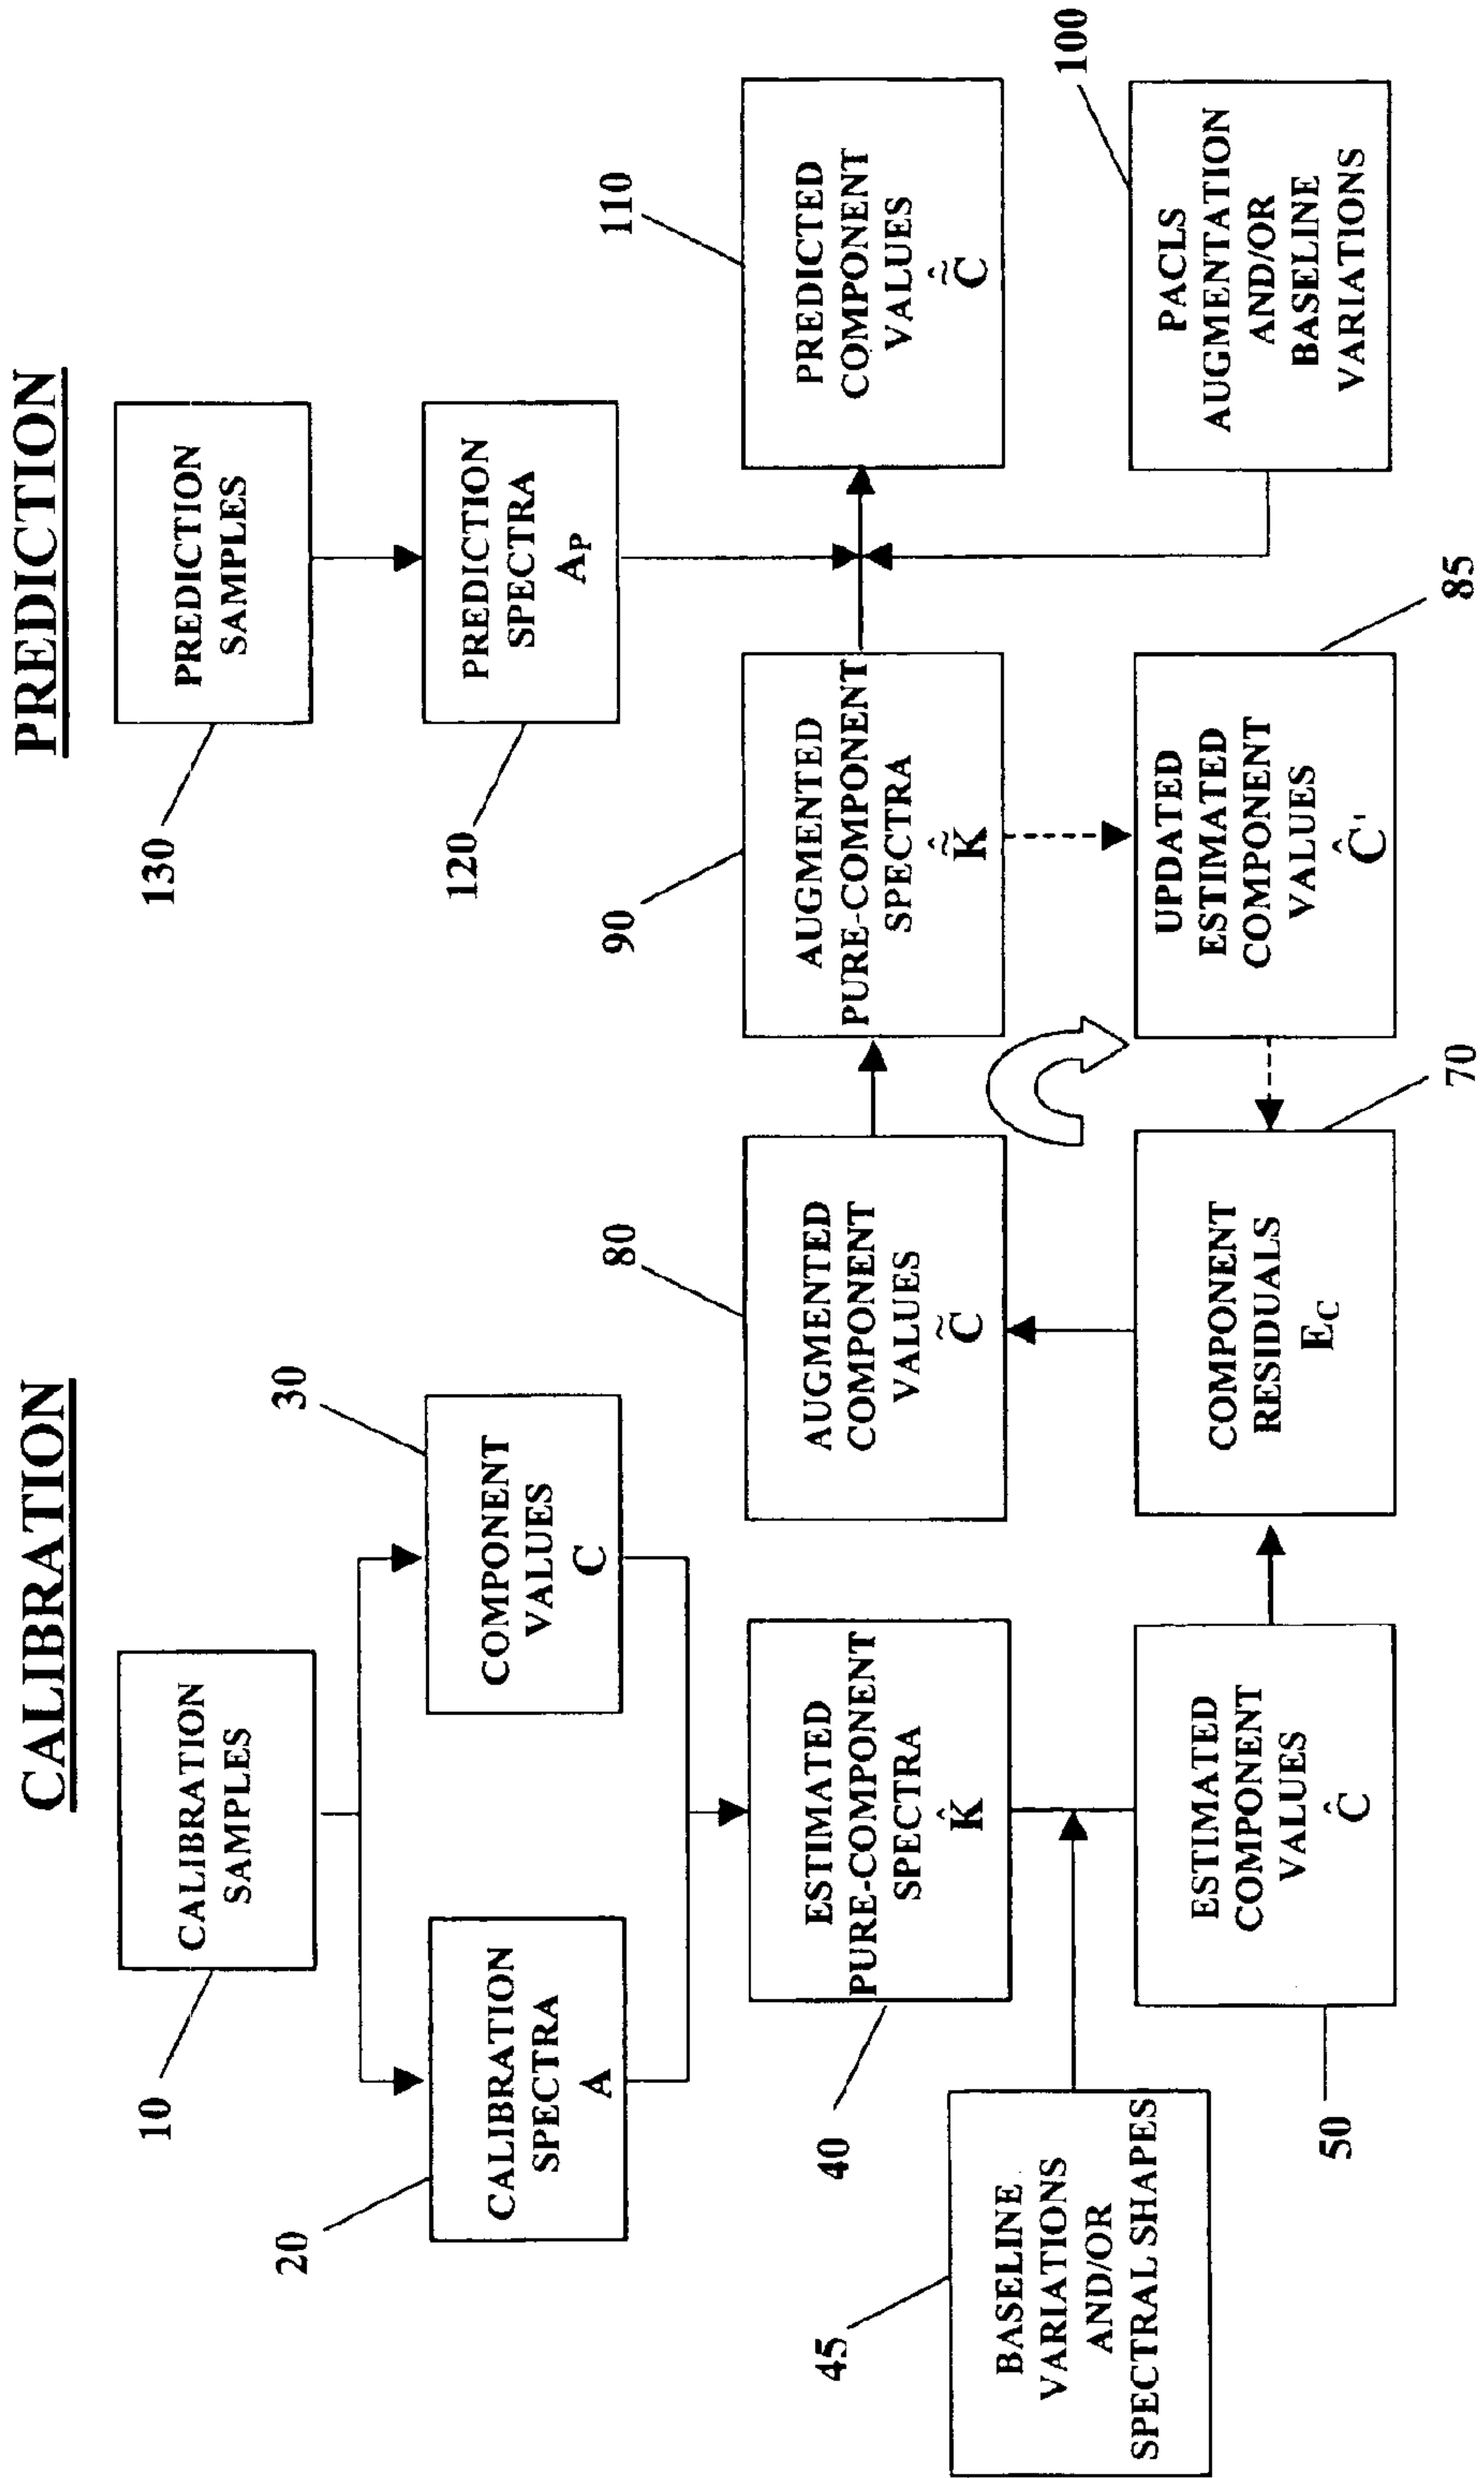 CALIBRATION
CALIBRATION
SAMPLES
10
CALIBRATION
SPECTRA
A
20
COMPONENT
VALUES
C
30
ESTIMATED
PURE-COMPONENT
SPECTRA
K̂
40
BASELINE
VARIATIONS
AND/OR
SPECTRAL SHAPES
45
ESTIMATED
COMPONENT
VALUES
Ĉ
50
COMPONENT
RESIDUALS
E_C
70
AUGMENTED
COMPONENT
VALUES
C̃
80
AUGMENTED
PURE-COMPONENT
SPECTRA
K̃̂
90
UPDATED
ESTIMATED
COMPONENT
VALUES
Ĉ'
85
PREDICTION
PREDICTION
SAMPLES
130
PREDICTION
SPECTRA
A_P
120
PREDICTED
COMPONENT
VALUES
C̃̂
110
PACLS
AUGMENTATION
AND/OR
BASELINE
VARIATIONS
100